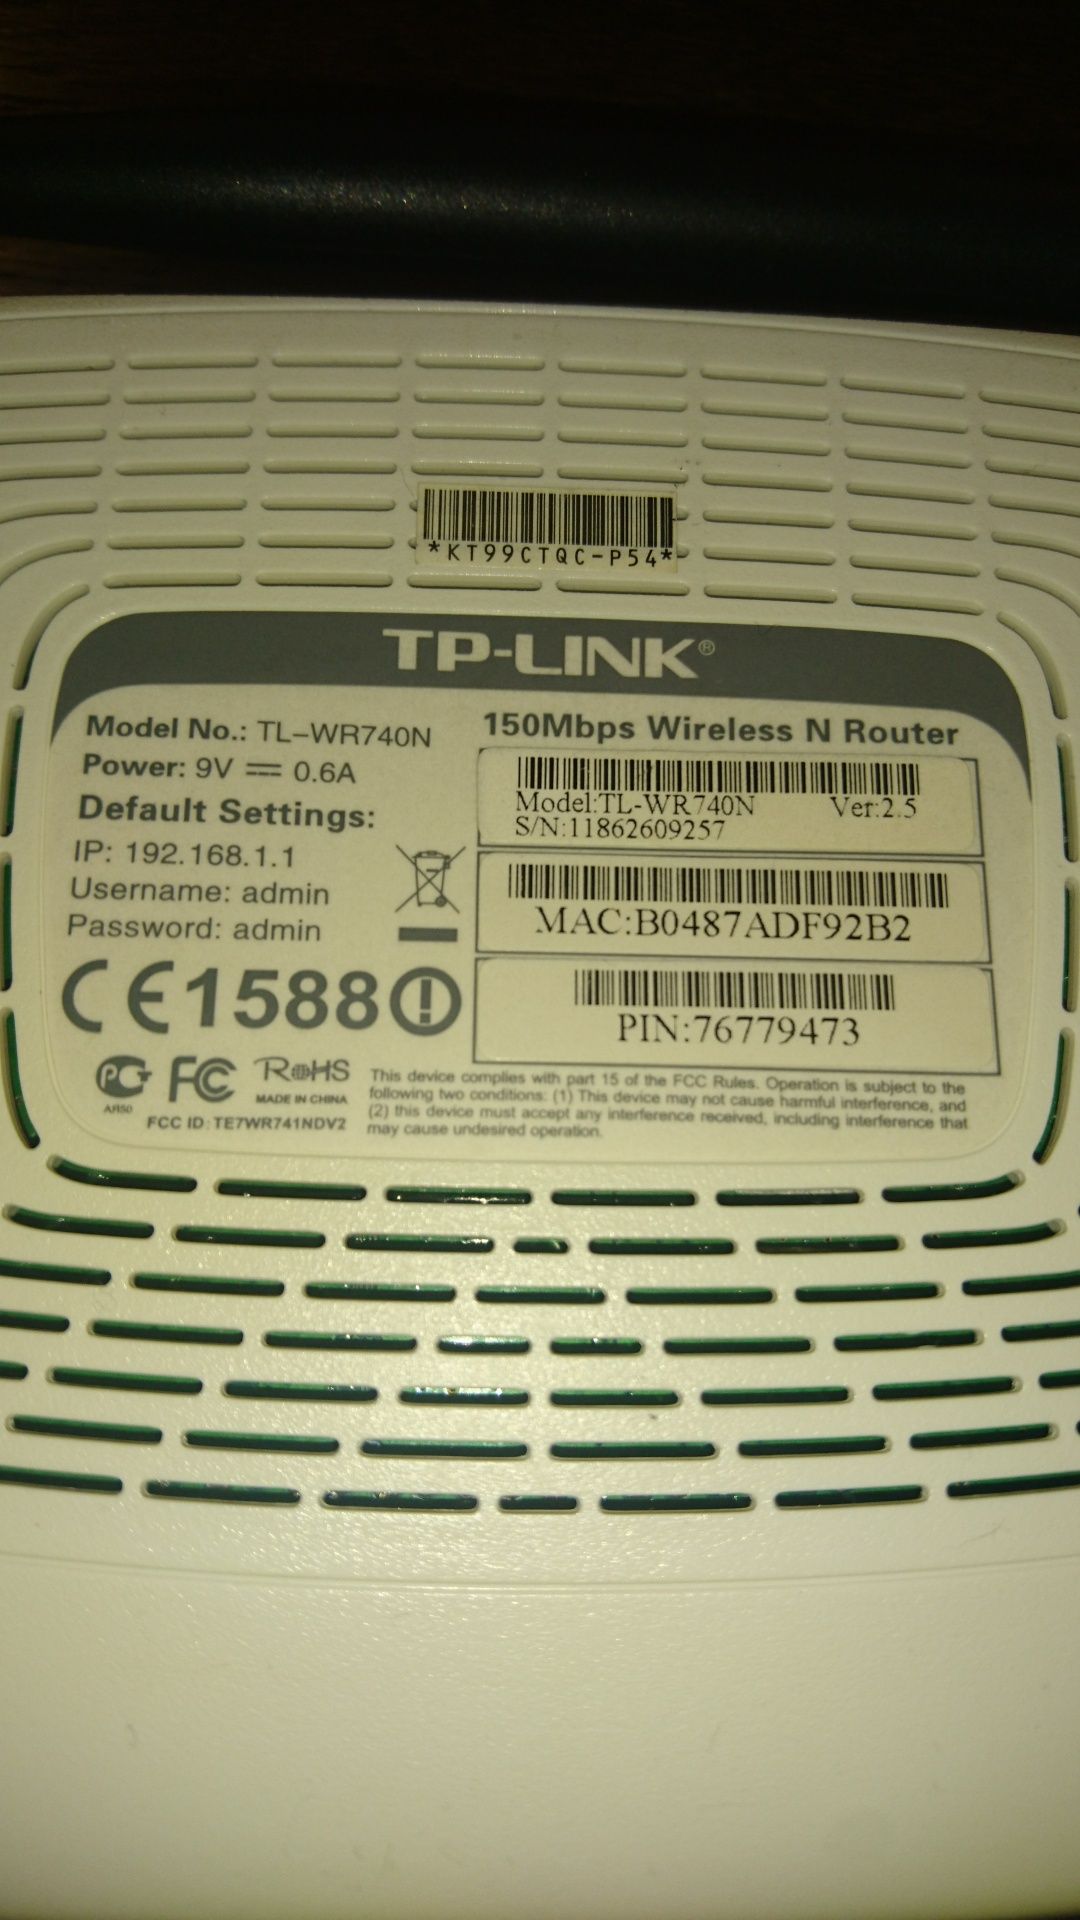 *KT99CTQC-P54*
TP-LINK®
Model No.: TL-WR740N
Power: 9V ⎓ 0.6A
Default Settings:
IP: 192.168.1.1
Username: admin
Password: admin
CE1588
150Mbps Wireless N Router
Model:TL-WR740N Ver:2.5
S/N:11862609257
MAC:B0487ADF92B2
PIN:76779473
FC RoHS
MADE IN CHINA
FCC ID: TE7WR741NDV2
This device complies with part 15 of the FCC Rules. Operation is subject to the
following two conditions: (1) This device may not cause harmful interference, and
(2) this device must accept any interference received, including interference that
may cause undesired operation.